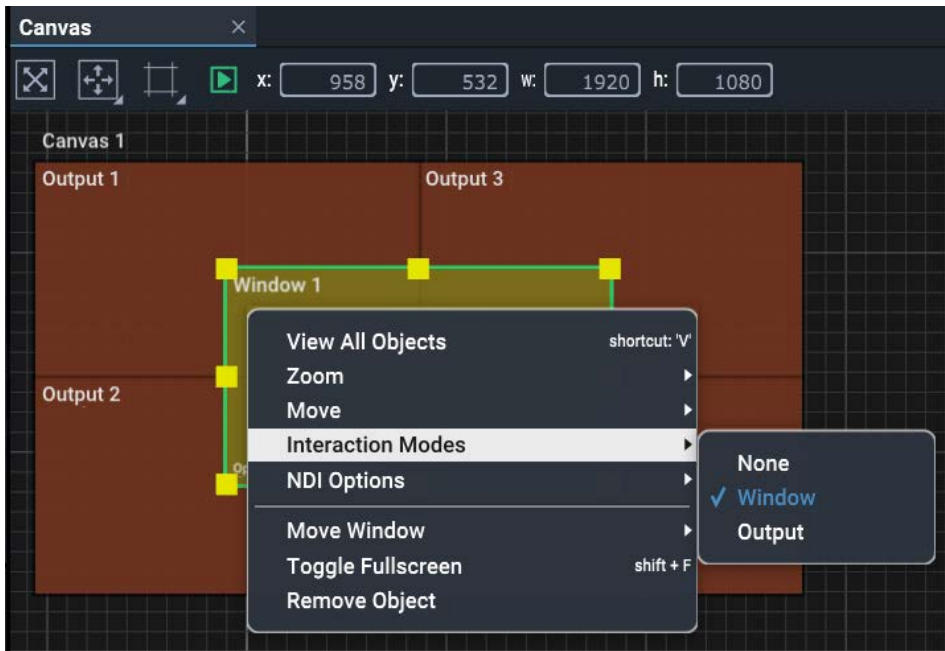 Canvas ×
x: 958 y: 532 w: 1920 h: 1080
Canvas 1
Output 1
Output 3
Window 1
View All Objects shortcut: 'V'
Zoom
Move
Output 2
Interaction Modes
None
Op
NDI Options
Window
Move Window
Output
Toggle Fullscreen shift + F
Remove Object